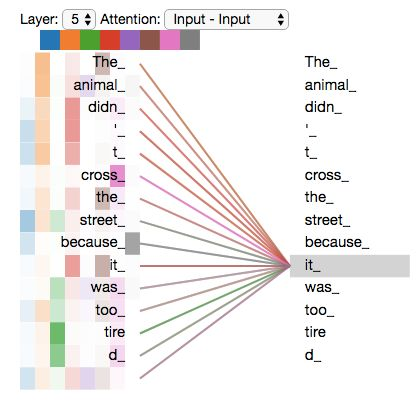 Layer: 5 Attention: Input - Input
The_ The_
animal_ animal_
didn_ didn_
'_ '_
t_ t_
cross_ cross_
the_ the_
street_ street_
because_ because_
it_ it_
was_ was_
too_ too_
tire tire
d_ d_
_ _